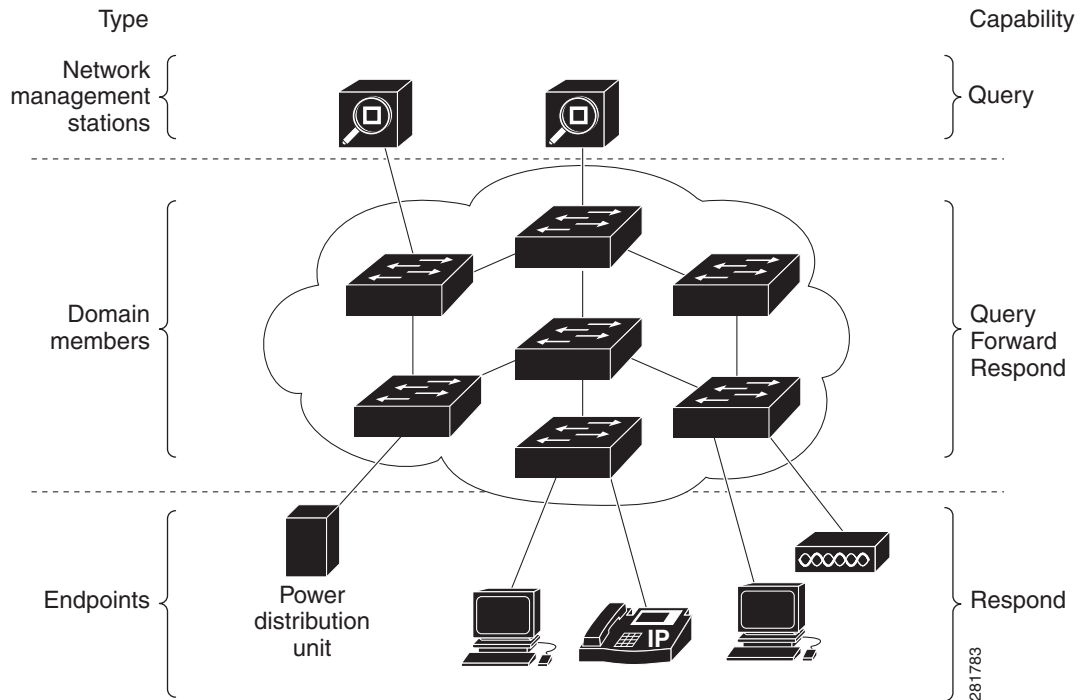 Type
Capability
Network
management
stations
Query
Domain
members
Query
Forward
Respond
Endpoints
Power
distribution
unit
IP
Respond
281783